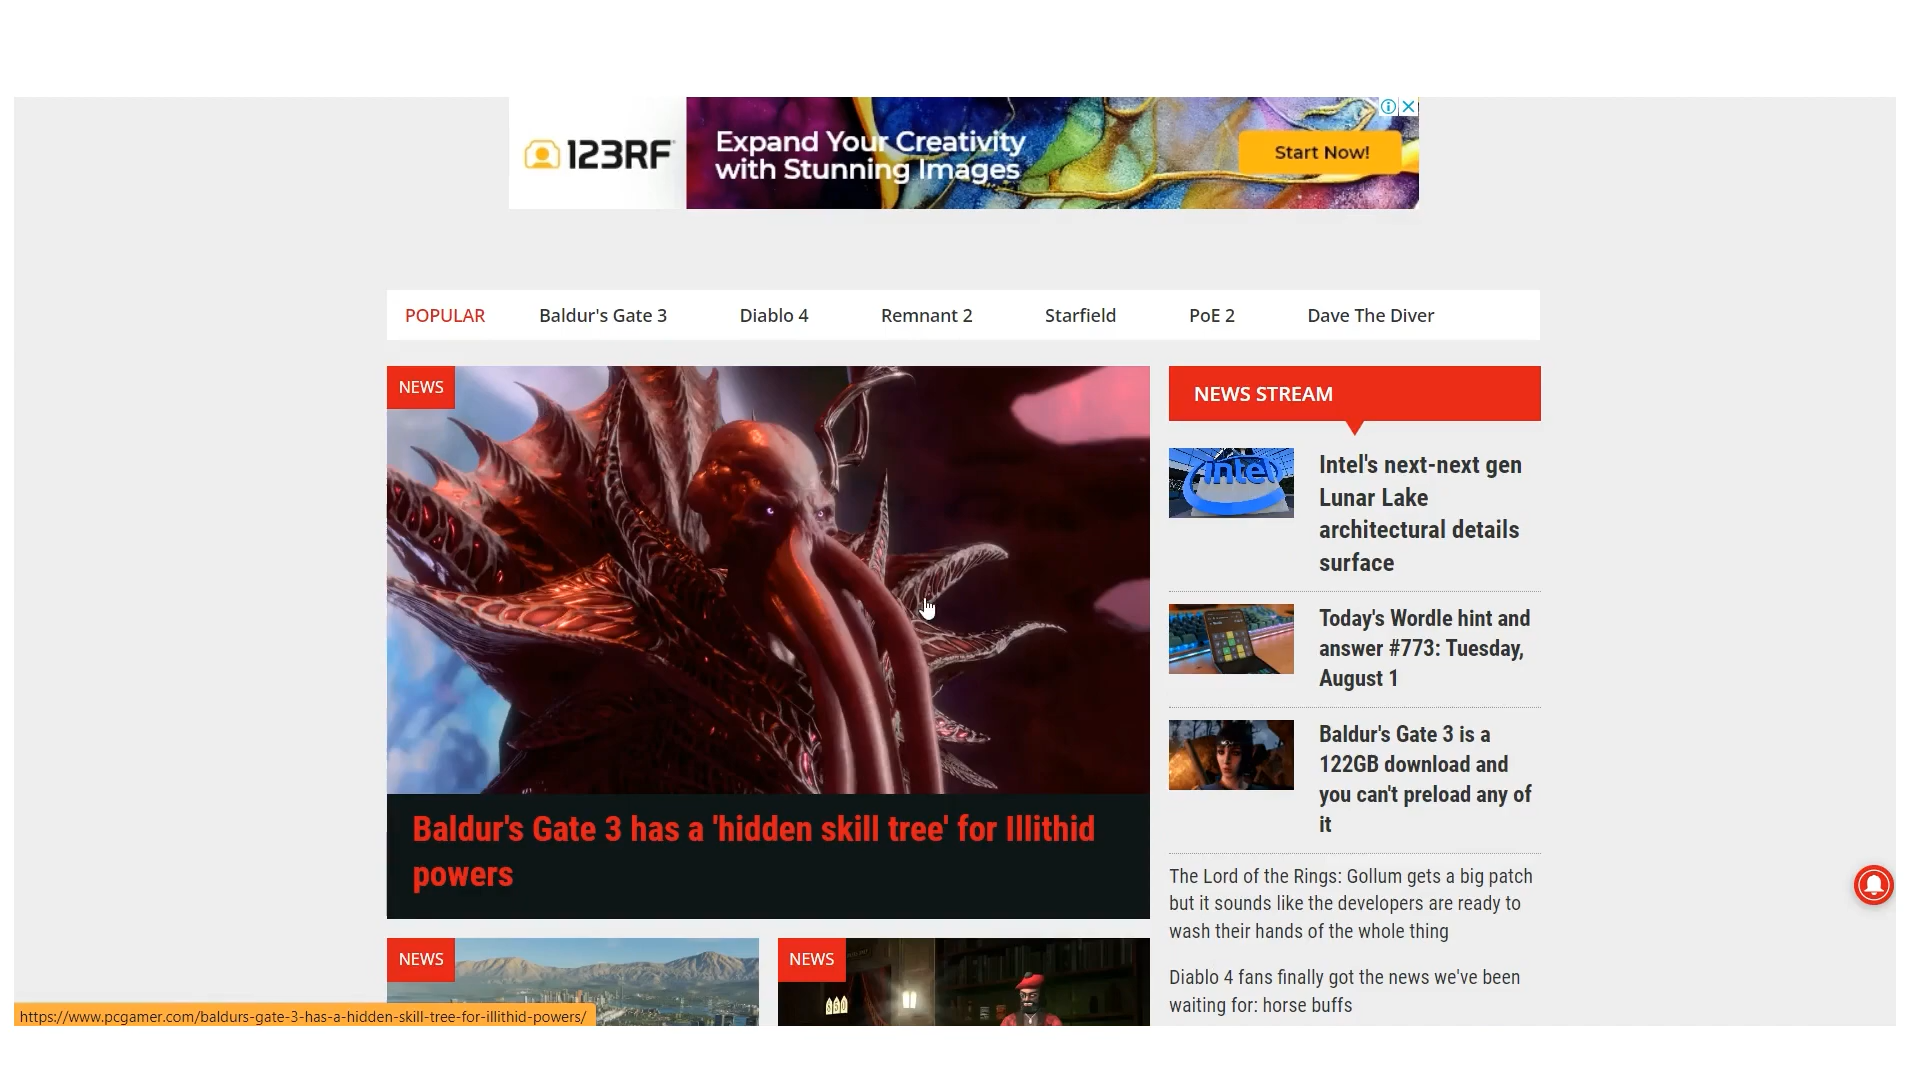 123RF
Expand Your Creativity
with Stunning Images
Start Now!
POPULAR Baldur's Gate 3 Diablo 4 Remnant 2 Starfield PoE 2 Dave The Diver
NEWS
Baldur's Gate 3 has a 'hidden skill tree' for Illithid
powers
NEWS STREAM
intel
Intel's next-next gen
Lunar Lake
architectural details
surface
Today's Wordle hint and
answer #773: Tuesday,
August 1
Baldur's Gate 3 is a
122GB download and
you can't preload any of
it
The Lord of the Rings: Gollum gets a big patch
but it sounds like the developers are ready to
wash their hands of the whole thing
Diablo 4 fans finally got the news we've been
waiting for: horse buffs
NEWS
NEWS
https://www.pcgamer.com/baldurs-gate-3-has-a-hidden-skill-tree-for-illithid-powers/